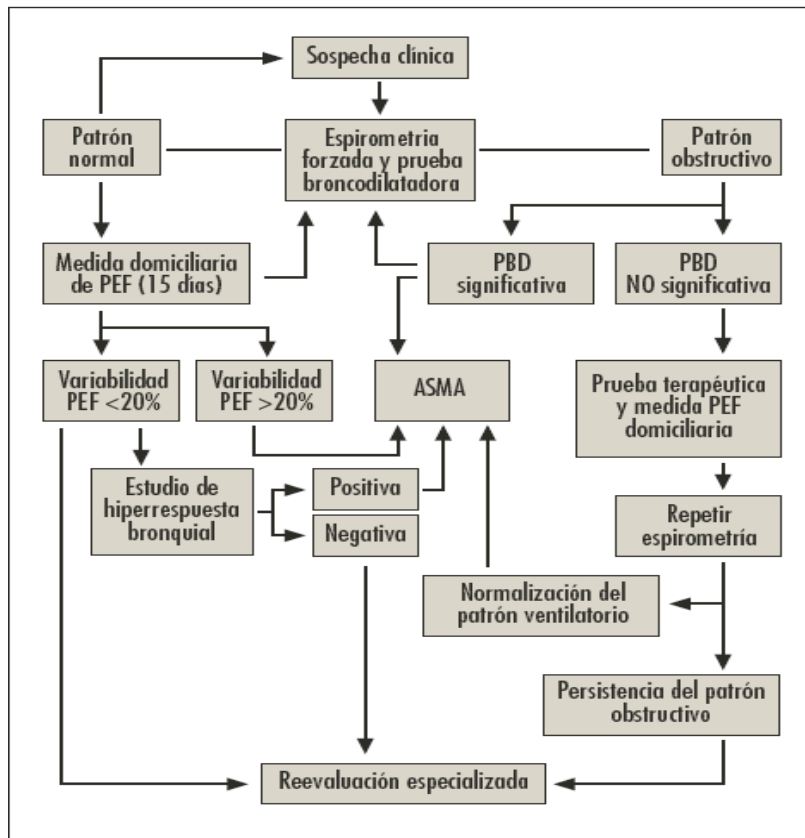 Sospecha clínica
Patrón
normal
Espirometria
forzada y prueba
broncodilatadora
Patrón
obstructivo
Medida domiciliaria
de PEF (15 días)
PBD
significativa
PBD
NO significativa
Variabilidad
PEF <20%
Variabilidad
PEF >20%
ASMA
Prueba terapéutica
y medida PEF
domiciliaria
Estudio de
hiperrespuesta
bronquial
Positiva
Negativa
Repetir
espirometría
Normalización del
patrón ventilatorio
Persistencia del patrón
obstructivo
Reevaluación especializada